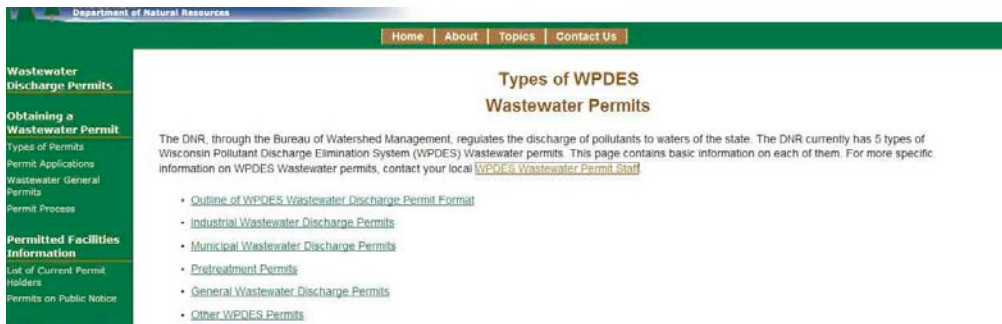 Department of Natural Resources
Home About Topics Contact Us
Wastewater
Discharge Permits
Obtaining a
Wastewater Permit
Types of Permits
Permit Applications
Wastewater General
Permits
Permit Process
Permitted Facilities
Information
List of Current Permit
Holders
Permits on Public Notice
Types of WPDES
Wastewater Permits
The DNR, through the Bureau of Watershed Management, regulates the discharge of pollutants to waters of the state. The DNR currently has 5 types of
Wisconsin Pollutant Discharge Elimination System (WPDES) Wastewater permits. This page contains basic information on each of them. For more specific
information on WPDES Wastewater permits, contact your local WPDES Wastewater Permit Staff.
• Outline of WPDES Wastewater Discharge Permit Format
• Industrial Wastewater Discharge Permits
• Municipal Wastewater Discharge Permits
• Pretreatment Permits
• General Wastewater Discharge Permits
• Other WPDES Permits